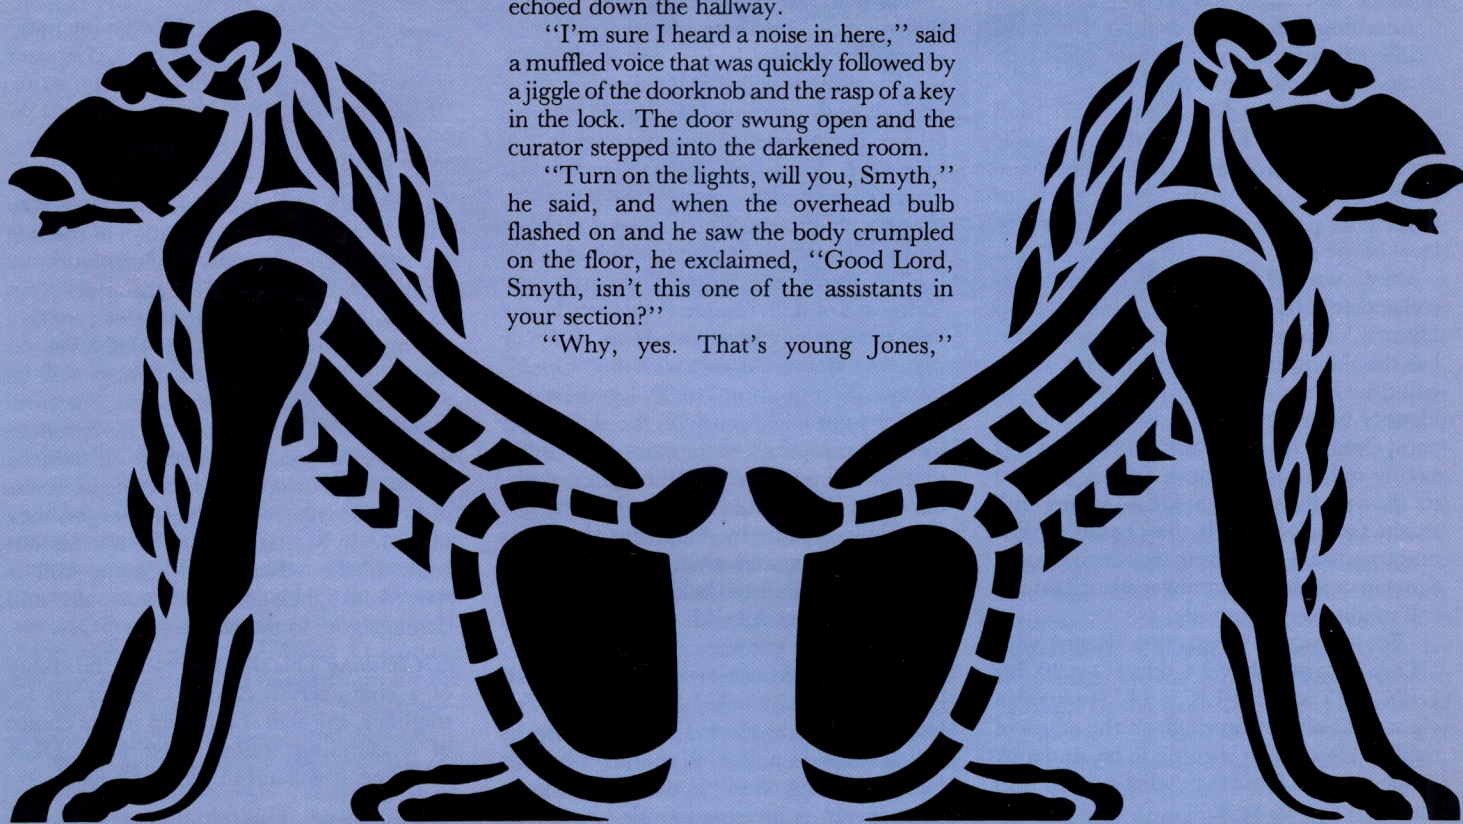 echoed down the hallway.
“I’m sure I heard a noise in here,” said
a muffled voice that was quickly followed by
a jiggle of the doorknob and the rasp of a key
in the lock. The door swung open and the
curator stepped into the darkened room.
“Turn on the lights, will you, Smyth,”
he said, and when the overhead bulb
flashed on and he saw the body crumpled
on the floor, he exclaimed, “Good Lord,
Smyth, isn’t this one of the assistants in
your section?”
“Why, yes. That’s young Jones,”